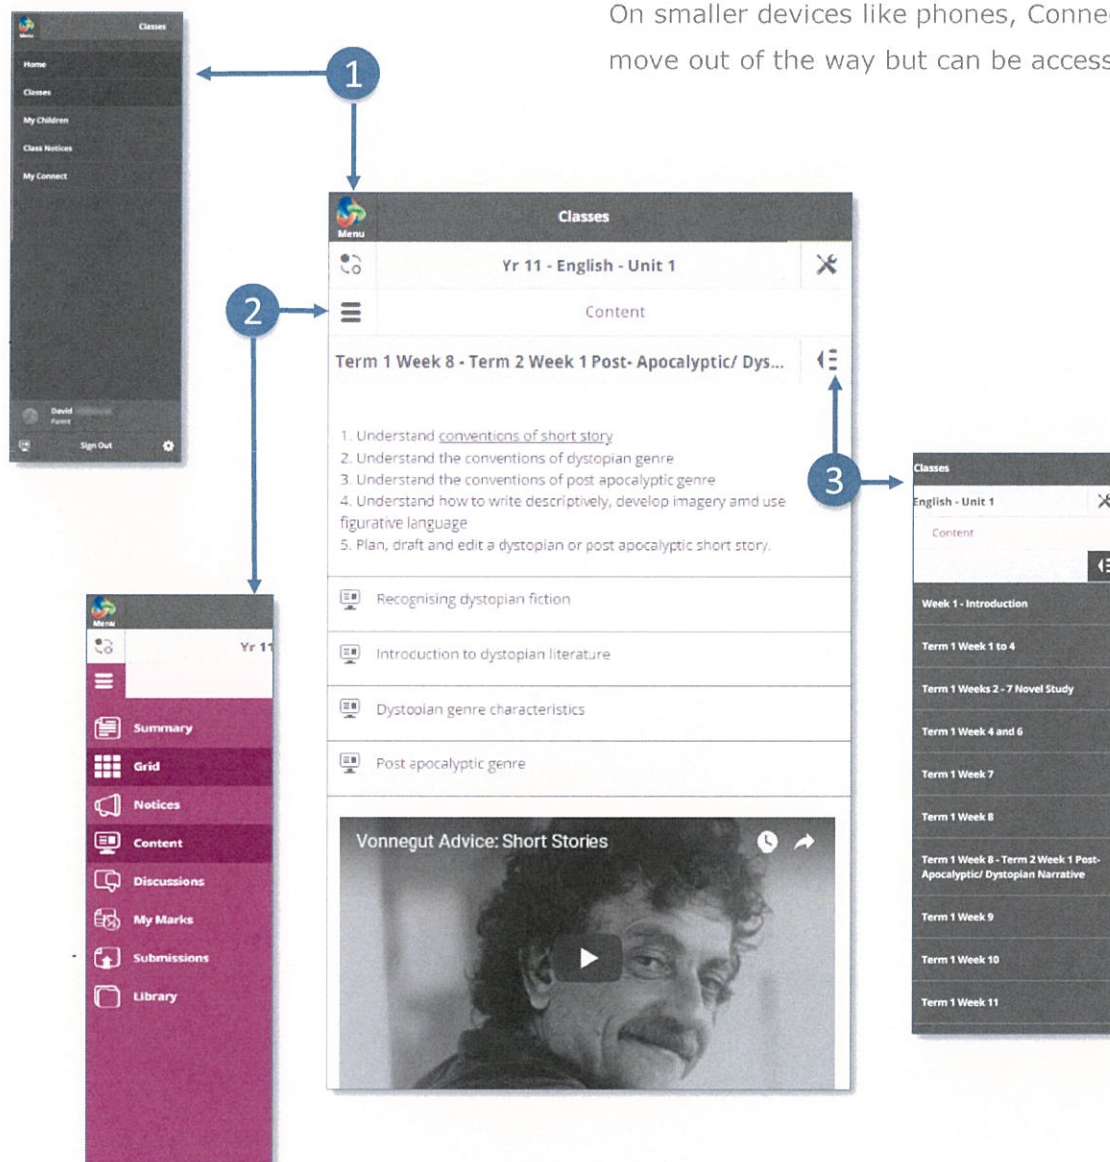 On smaller devices like phones, Connec
move out of the way but can be access
Menu
Classes
Home
Classes
My Children
Class Notices
My Connect
David
Parent
Sign Out
1
2
3
Menu
Classes
Yr 11 - English - Unit 1
Content
Term 1 Week 8 - Term 2 Week 1 Post- Apocalyptic/ Dys...
1. Understand conventions of short story
2. Understand the conventions of dystopian genre
3. Understand the conventions of post apocalyptic genre
4. Understand how to write descriptively, develop imagery amd use
figurative language
5. Plan, draft and edit a dystopian or post apocalyptic short story.
Recognising dystopian fiction
Introduction to dystopian literature
Dystopian genre characteristics
Post apocalyptic genre
Vonnegut Advice: Short Stories
Menu
Yr 11
Summary
Grid
Notices
Content
Discussions
My Marks
Submissions
Library
Classes
English - Unit 1
Content
Week 1 - Introduction
Term 1 Week 1 to 4
Term 1 Weeks 2 - 7 Novel Study
Term 1 Week 4 and 6
Term 1 Week 7
Term 1 Week 8
Term 1 Week 8 - Term 2 Week 1 Post-
Apocalyptic/ Dystopian Narrative
Term 1 Week 9
Term 1 Week 10
Term 1 Week 11